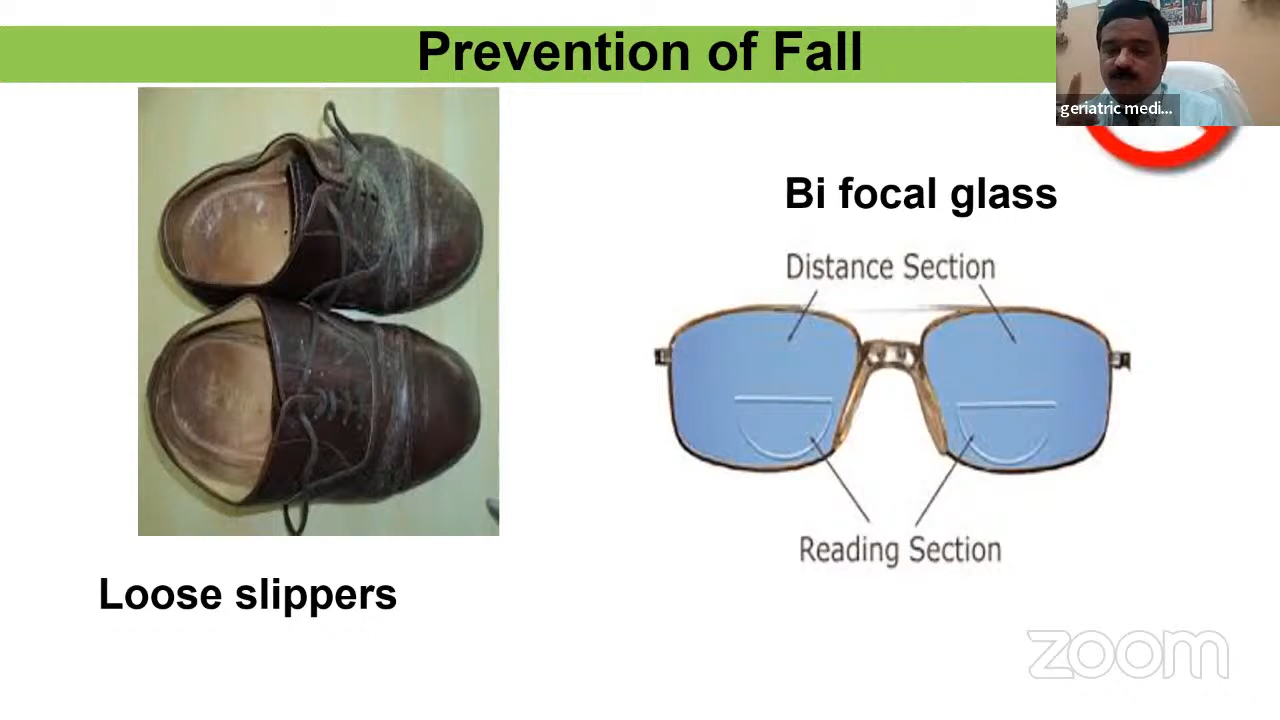 Prevention of Fall
geriatric medi...
Bi focal glass
Distance Section
Reading Section
Loose slippers
zoom